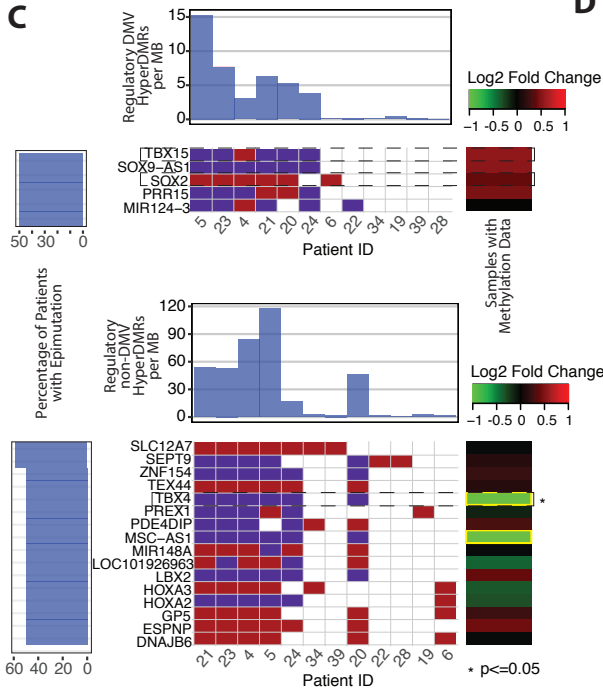 C
D
Regulatory DMV
HyperDMRs
per MB
15
10
5
0
Log2 Fold Change
−1 -0.5 0 0.5 1
TBX15
SOX9−AS1
SOX2
PRR15
MIR124−3
50 30 0
5 23 4 21 20 24 6 22 34 19 39 28
Patient ID
Percentage of Patients
with Epimutation
Samples with
Methylation Data
Regulatory
non-DMV
HyperDMRs
per MB
120
90
60
30
0
Log2 Fold Change
−1 -0.5 0 0.5 1
SLC12A7
SEPT9
ZNF154
TEX44
TBX4
*
PREX1
PDE4DIP
MSC−AS1
MIR148A
LOC101926963
LBX2
HOXA3
HOXA2
GP5
ESPNP
DNAJB6
60 40 20 0
21 23 4 5 24 34 39 20 22 28 19 6
Patient ID
* p<=0.05